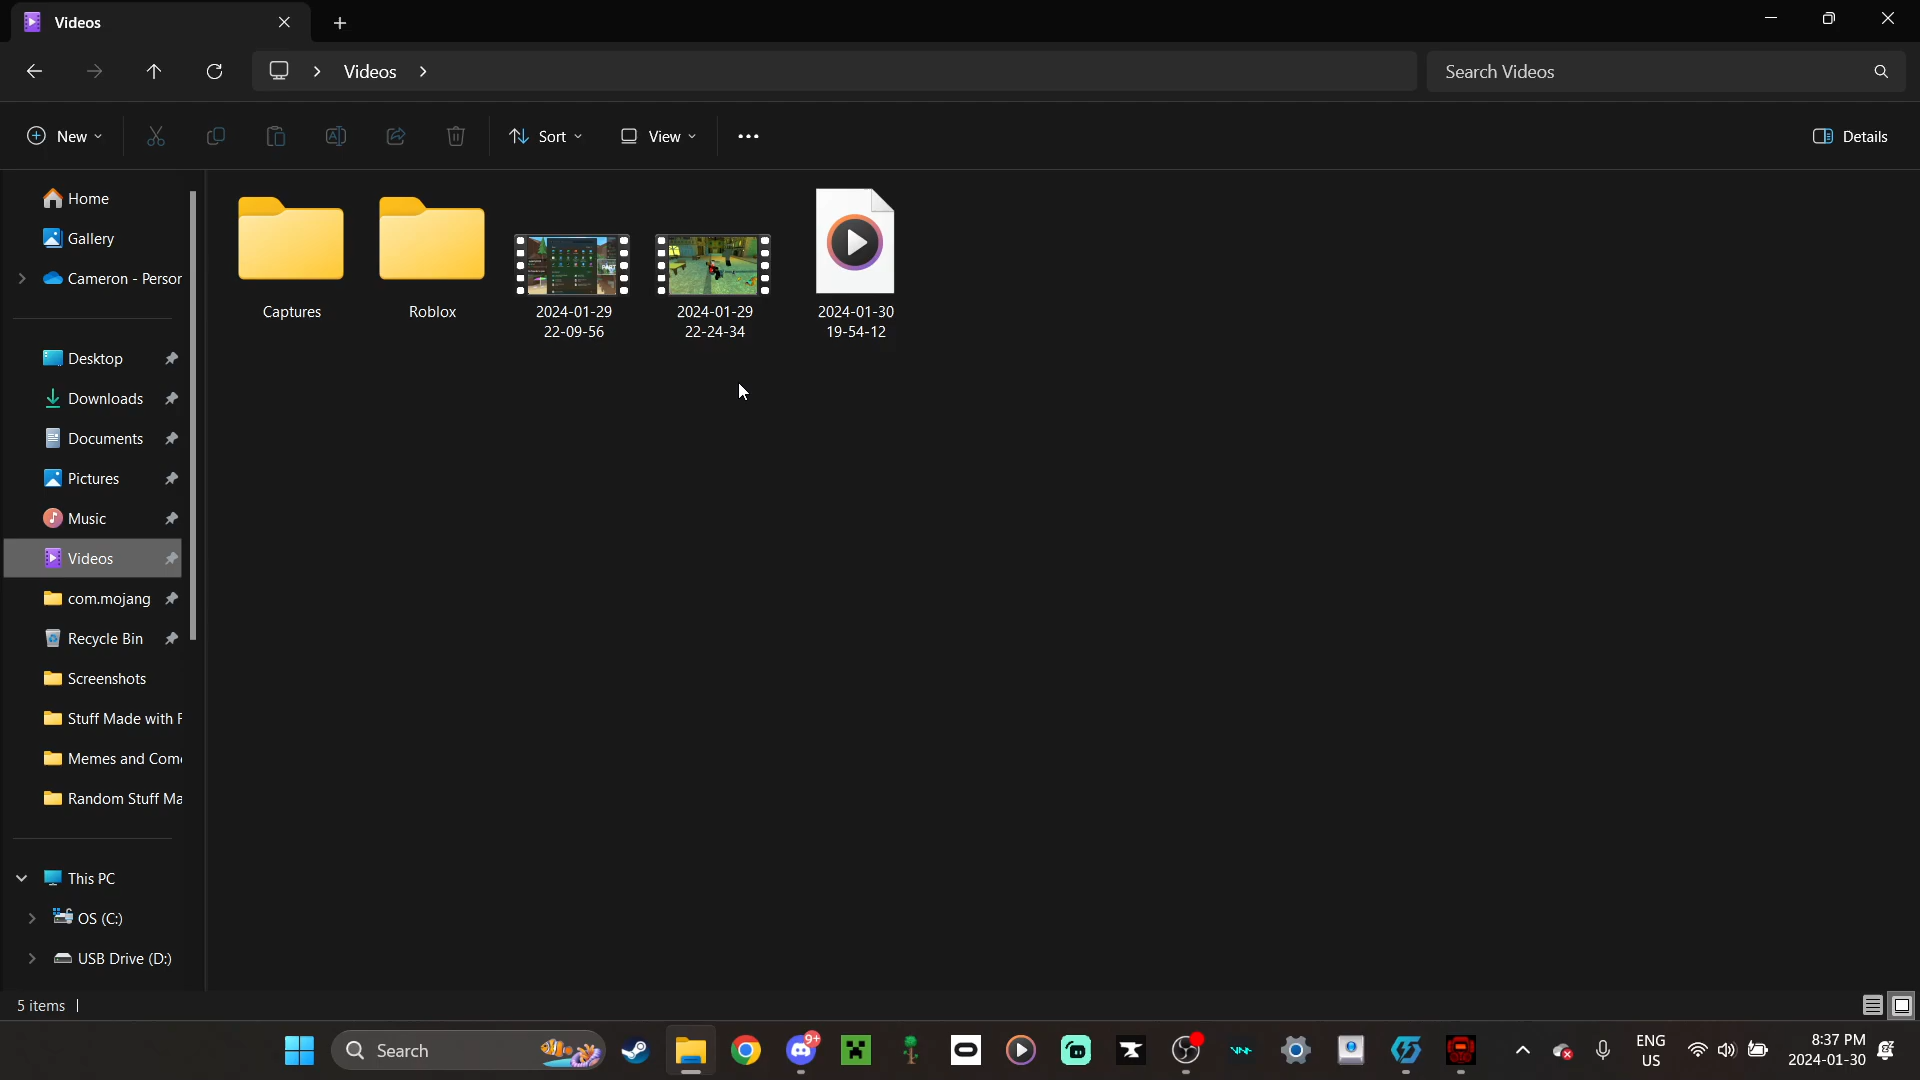 Videos
Videos
Search Videos
New
Sort
View
Details
Home
Gallery
Cameron - Persor
Desktop
Downloads
Documents
Pictures
Music
Videos
com.mojang
Recycle Bin
Screenshots
Stuff Made with F
Memes and Com
Random Stuff Ma
This PC
OS (C:)
USB Drive (D:)
Captures
Roblox
2024-01-29
22-09-56
2024-01-29
22-24-34
2024-01-30
19-54-12
5 items
Search
9+
ENG
US
8:37 PM
2024-01-30